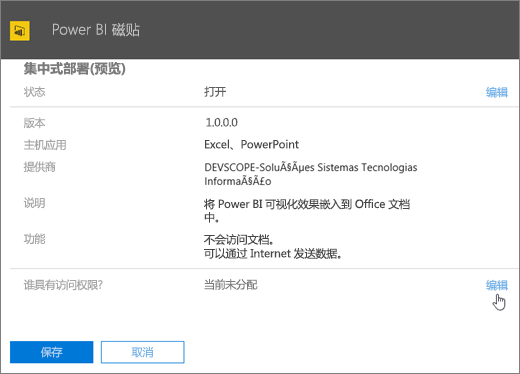 Power BI 磁贴
集中式部署(预览)
状态 打开 编辑
版本 1.0.0.0
主机应用 Excel、PowerPoint
提供商 DEVSCOPE-SoluÃ§Ãµes Sistemas Tecnologias
InformaÃ§Ã£o
说明 将 Power BI 可视化效果嵌入到 Office 文档
中。
功能 不会访问文档。
可以通过 Internet 发送数据。
谁具有访问权限? 当前未分配 编辑
保存 取消